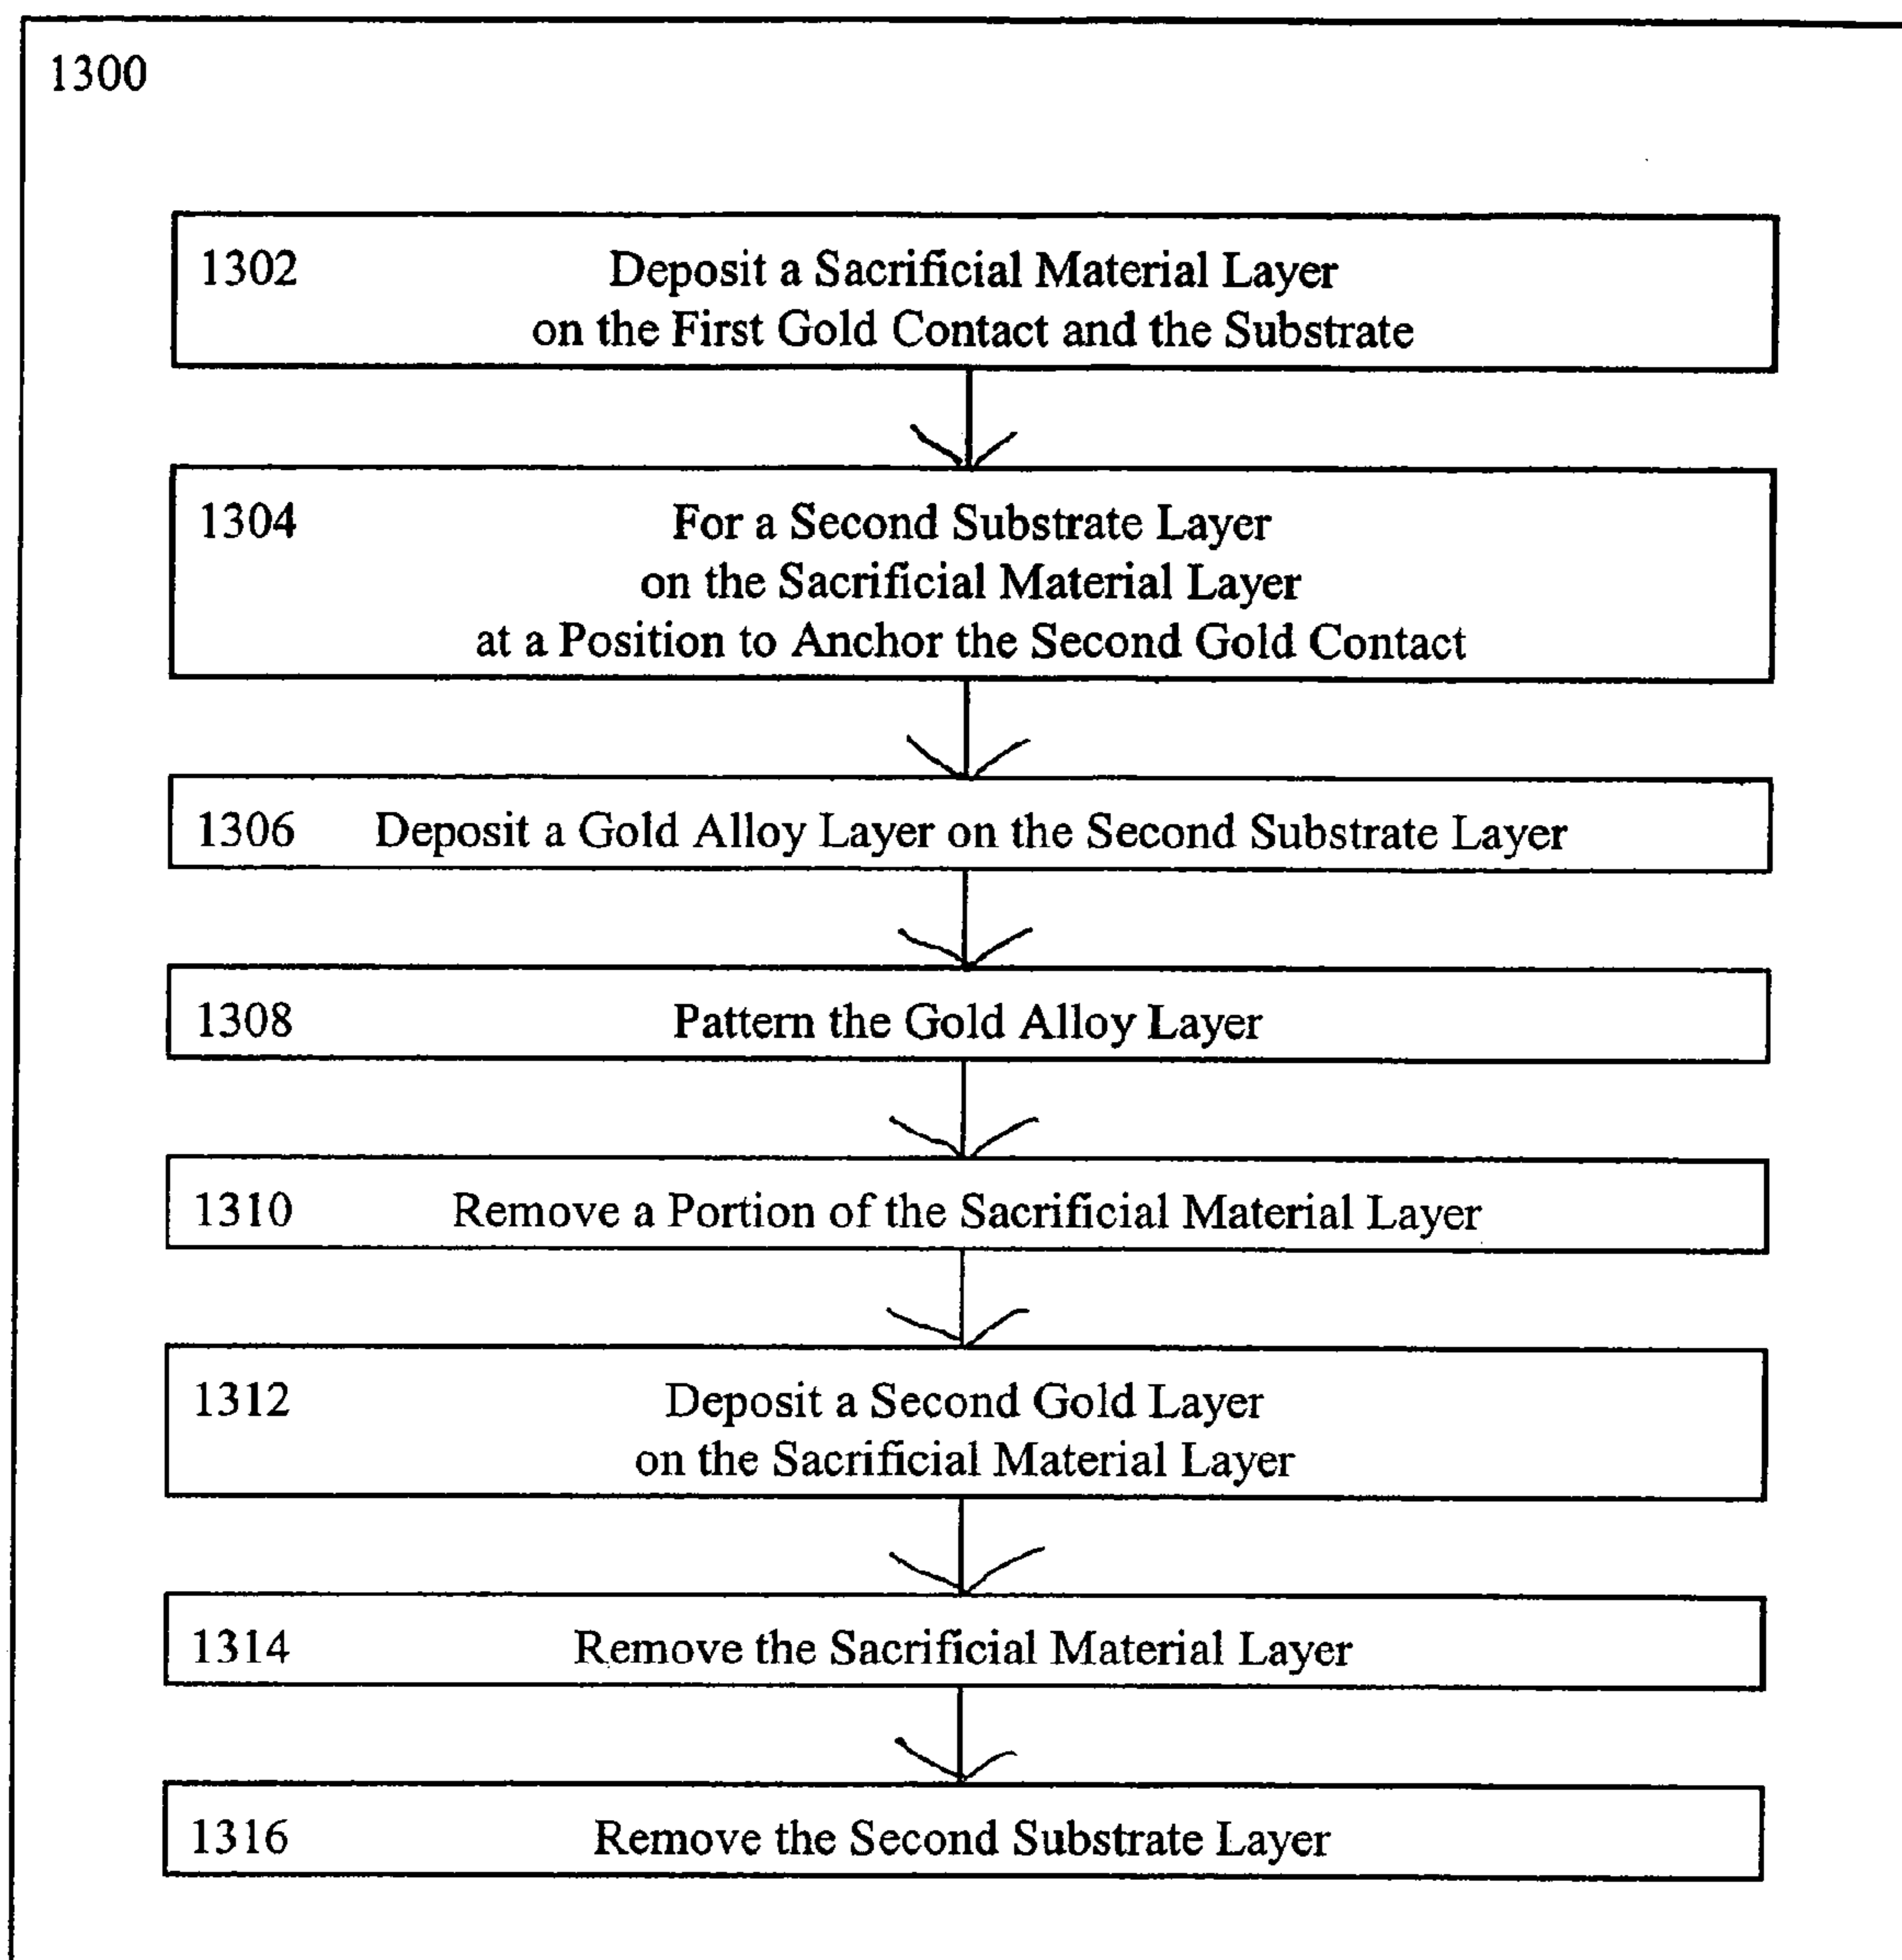 1300
1302 Deposit a Sacrificial Material Layer
on the First Gold Contact and the Substrate
1304 For a Second Substrate Layer
on the Sacrificial Material Layer
at a Position to Anchor the Second Gold Contact
1306 Deposit a Gold Alloy Layer on the Second Substrate Layer
1308 Pattern the Gold Alloy Layer
1310 Remove a Portion of the Sacrificial Material Layer
1312 Deposit a Second Gold Layer
on the Sacrificial Material Layer
1314 Remove the Sacrificial Material Layer
1316 Remove the Second Substrate Layer